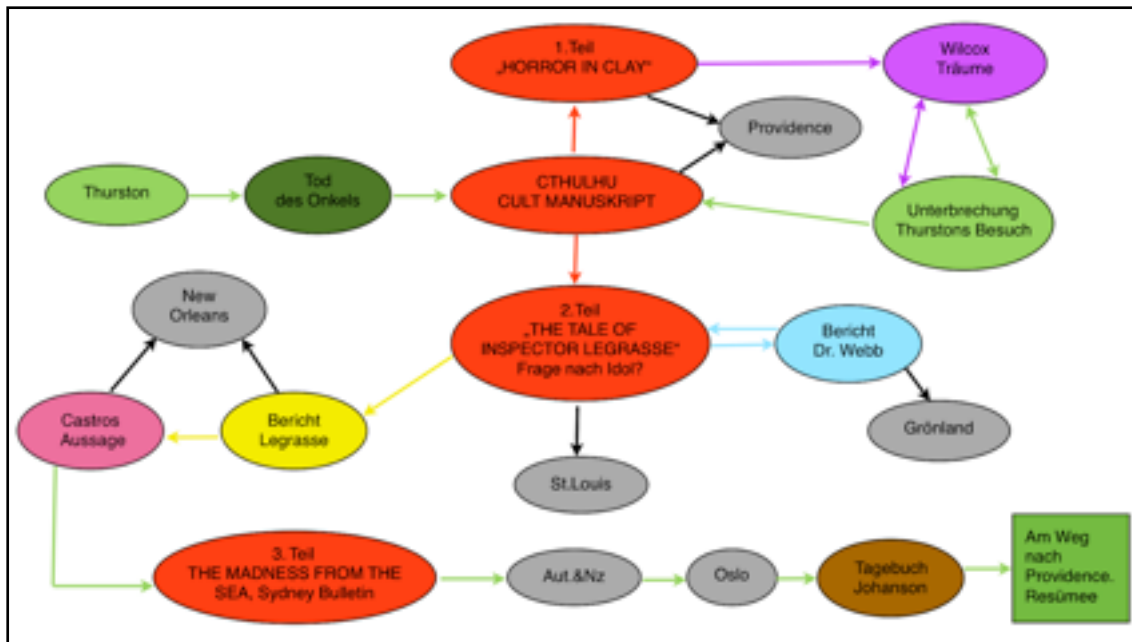 1.Teil
„HORROR IN CLAY“
Wilcox
Träume
Providence
Thurston
Tod
des Onkels
CTHULHU
CULT MANUSKRIPT
Unterbrechung
Thurstons Besuch
New
Orleans
2.Teil
„THE TALE OF
INSPECTOR LEGRASSE“
Frage nach Idol?
Bericht
Dr. Webb
Castros
Aussage
Bericht
Legrasse
Grönland
St.Louis
3. Teil
THE MADNESS FROM THE
SEA, Sydney Bulletin
Aut.&Nz
Oslo
Tagebuch
Johanson
Am Weg
nach
Providence.
Resümee